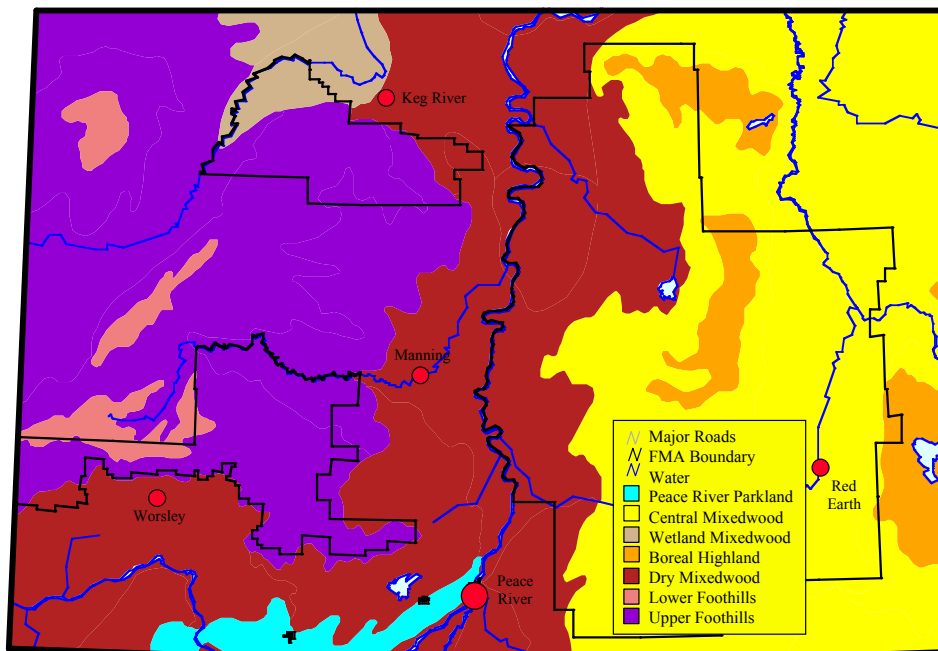 Keg River
Manning
Worsley
Peace
River
Red
Earth
Major Roads
FMA Boundary
Water
Peace River Parkland
Central Mixedwood
Wetland Mixedwood
Boreal Highland
Dry Mixedwood
Lower Foothills
Upper Foothills